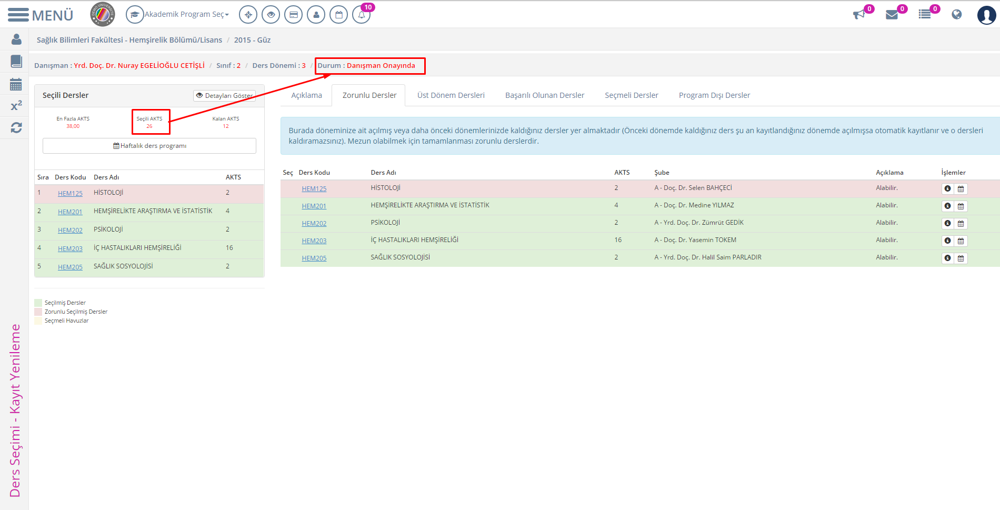 MENÜ
DEMO ÜNİVERSİTE
Akademik Program Seç
10
0
0
0
Sağlık Bilimleri Fakültesi - Hemşirelik Bölümü/Lisans / 2015 - Güz
Danışman : Yrd. Doç. Dr. Nuray EGELİOĞLU CETİŞLİ / Sınıf : 2 / Ders Dönemi : 3 / Durum : Danışman Onayında
x²
Seçili Dersler
Detayları Göster
En Fazla AKTS
38,00
Seçili AKTS
26
Kalan AKTS
12
Haftalık ders programı
Sıra Ders Kodu Ders Adı AKTS
1 HEM125 HİSTOLOJİ 2
2 HEM201 HEMŞİRELİKTE ARAŞTIRMA VE İSTATİSTİK 4
3 HEM202 PSİKOLOJİ 2
4 HEM203 İÇ HASTALIKLARI HEMŞİRELİĞİ 16
5 HEM205 SAĞLIK SOSYOLOJİSİ 2
Seçilmiş Dersler
Zorunlu Seçilmiş Dersler
Seçmeli Havuzlar
Açıklama Zorunlu Dersler Üst Dönem Dersleri Başarılı Olunan Dersler Seçmeli Dersler Program Dışı Dersler
Burada döneminize ait açılmış veya daha önceki dönemlerinizde kaldığınız dersler yer almaktadır (Önceki dönemde kaldığınız ders şu an kayıtlandığınız dönemde açılmışsa otomatik kayıtlanır ve o dersleri
kaldıramazsınız). Mezun olabilmek için tamamlanması zorunlu derslerdir.
Seç Ders Kodu Ders Adı AKTS Şube Açıklama İşlemler
HEM125 HİSTOLOJİ 2 A - Doç. Dr. Selen BAHÇECİ Alabilir.
HEM201 HEMŞİRELİKTE ARAŞTIRMA VE İSTATİSTİK 4 A - Doç. Dr. Medine YILMAZ Alabilir.
HEM202 PSİKOLOJİ 2 A - Yrd. Doç. Dr. Zümrüt GEDİK Alabilir.
HEM203 İÇ HASTALIKLARI HEMŞİRELİĞİ 16 A - Doç. Dr. Yasemin TOKEM Alabilir.
HEM205 SAĞLIK SOSYOLOJİSİ 2 A - Yrd. Doç. Dr. Halil Saim PARLADIR Alabilir.
Ders Seçimi - Kayıt Yenileme